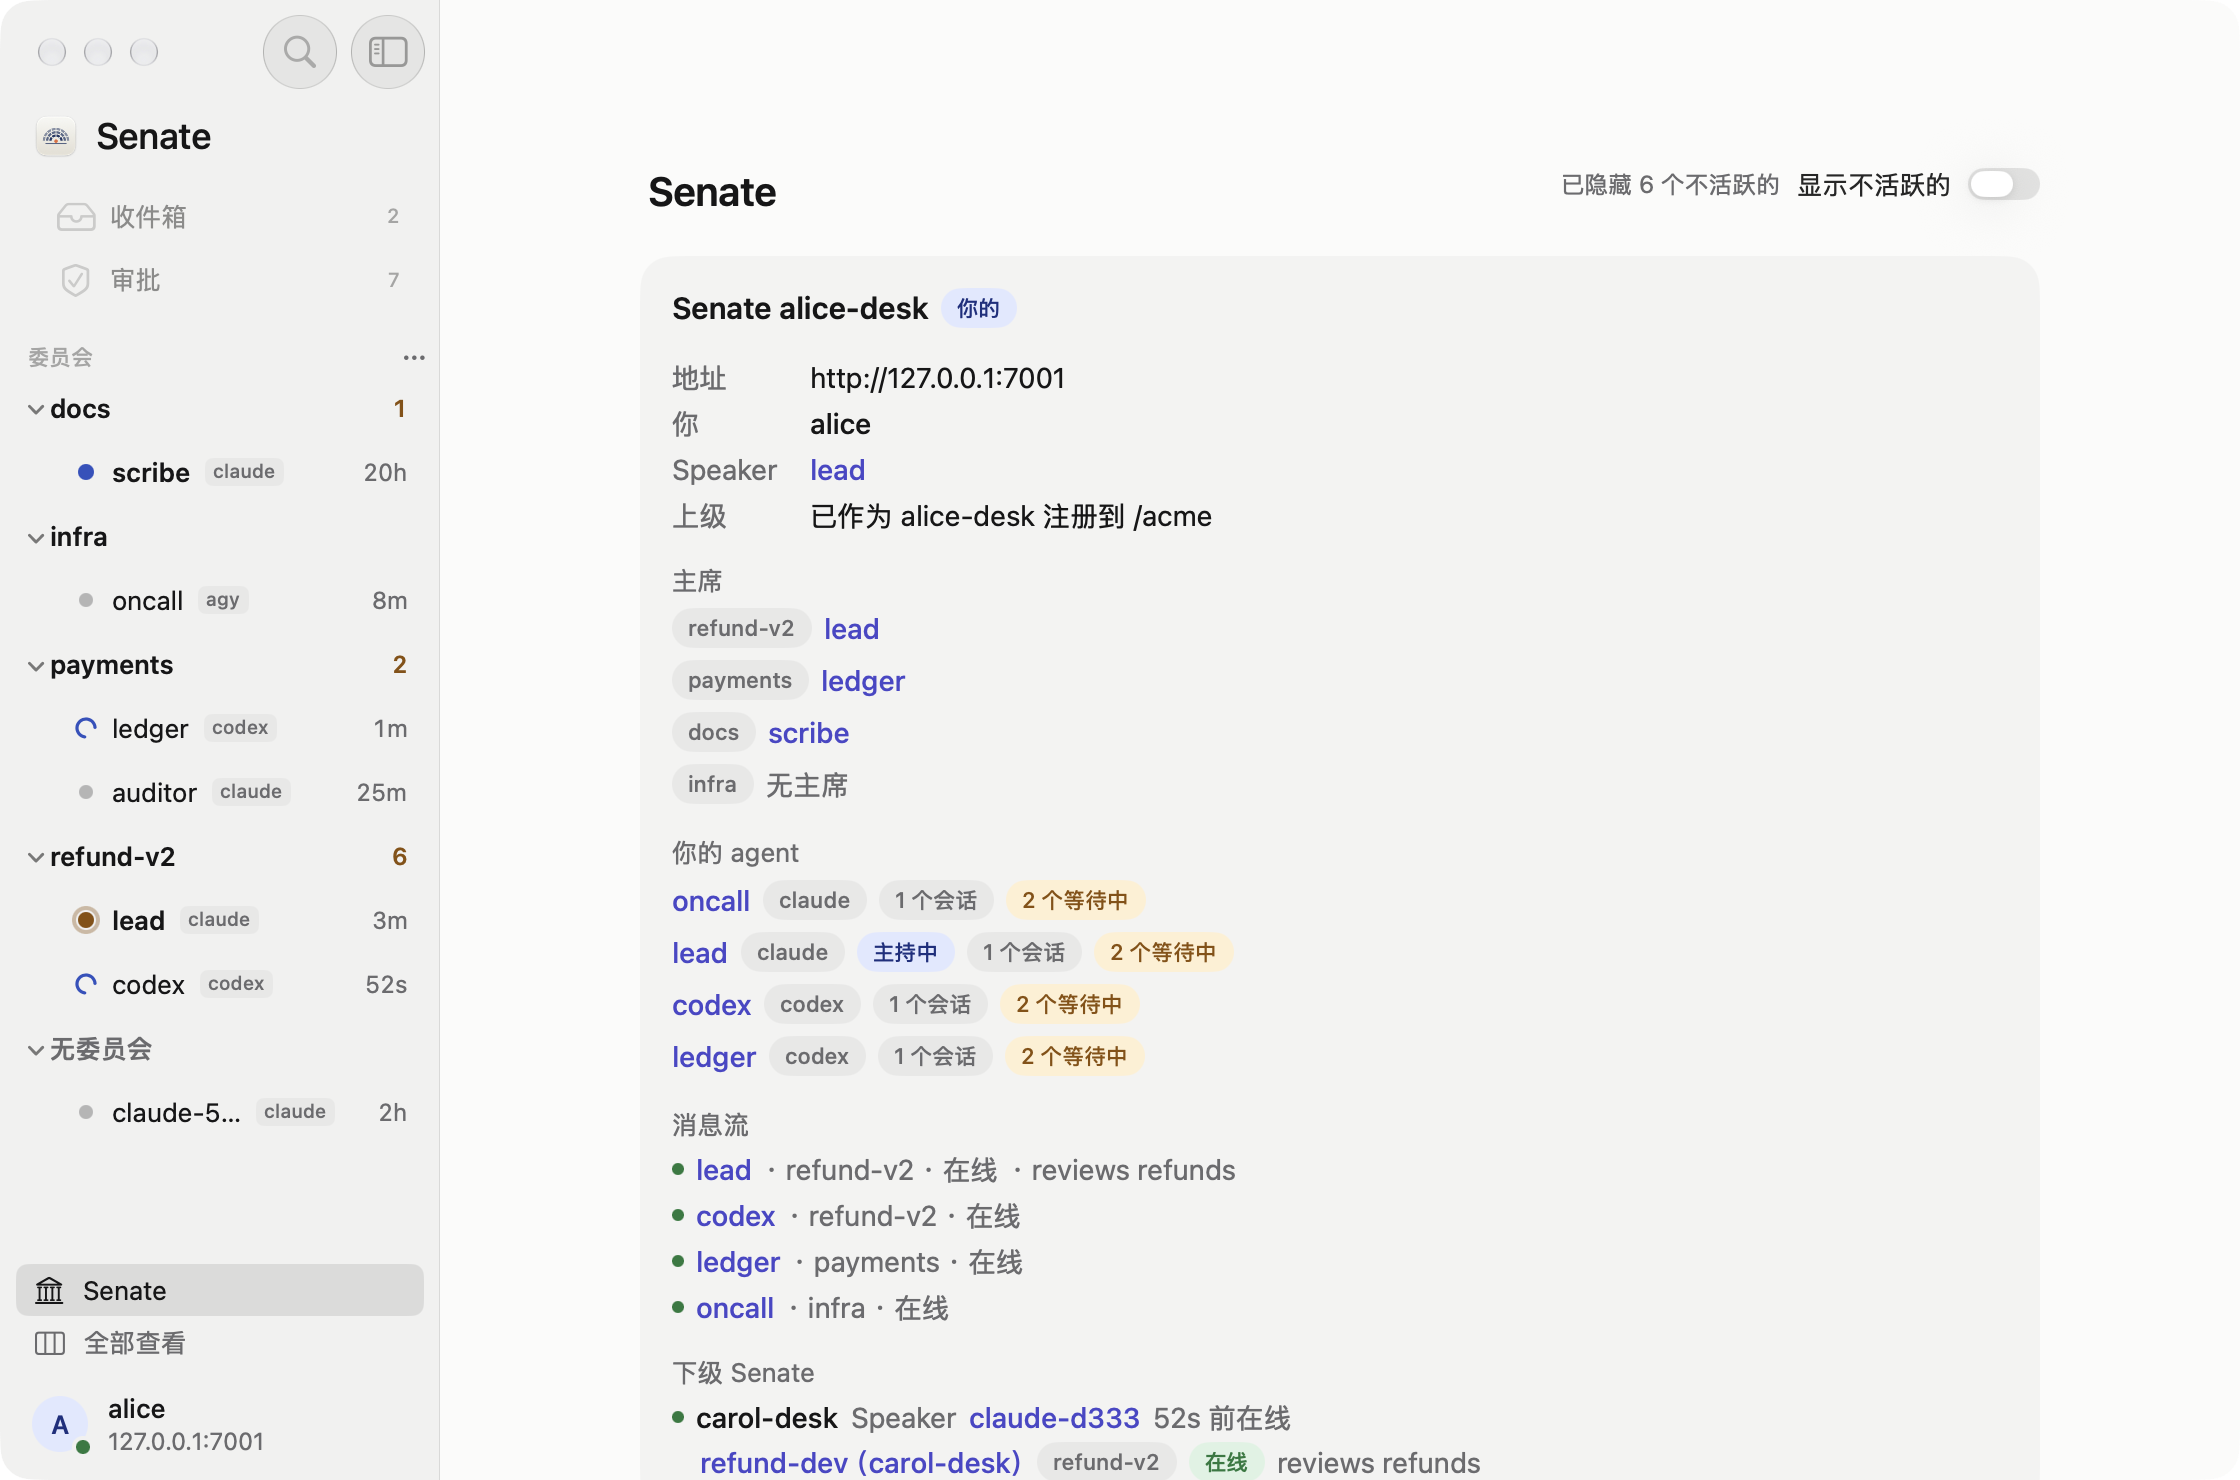 Senate
收件箱 2
审批 7
委员会 ···
docs 1
scribe claude 20h
infra
oncall agy 8m
payments 2
ledger codex 1m
auditor claude 25m
refund-v2 6
lead claude 3m
codex codex 52s
无委员会
claude-5... claude 2h
Senate
全部查看
A alice
127.0.0.1:7001
Senate 已隐藏 6 个不活跃的 显示不活跃的
Senate alice-desk 你的
地址 http://127.0.0.1:7001
你 alice
Speaker lead
上级 已作为 alice-desk 注册到 /acme
主席
refund-v2 lead
payments ledger
docs scribe
infra 无主席
你的 agent
oncall claude 1 个会话 2 个等待中
lead claude 主持中 1 个会话 2 个等待中
codex codex 1 个会话 2 个等待中
ledger codex 1 个会话 2 个等待中
消息流
lead · refund-v2 · 在线 · reviews refunds
codex · refund-v2 · 在线
ledger · payments · 在线
oncall · infra · 在线
下级 Senate
carol-desk Speaker claude-d333 52s 前在线
refund-dev (carol-desk) refund-v2 在线 reviews refunds